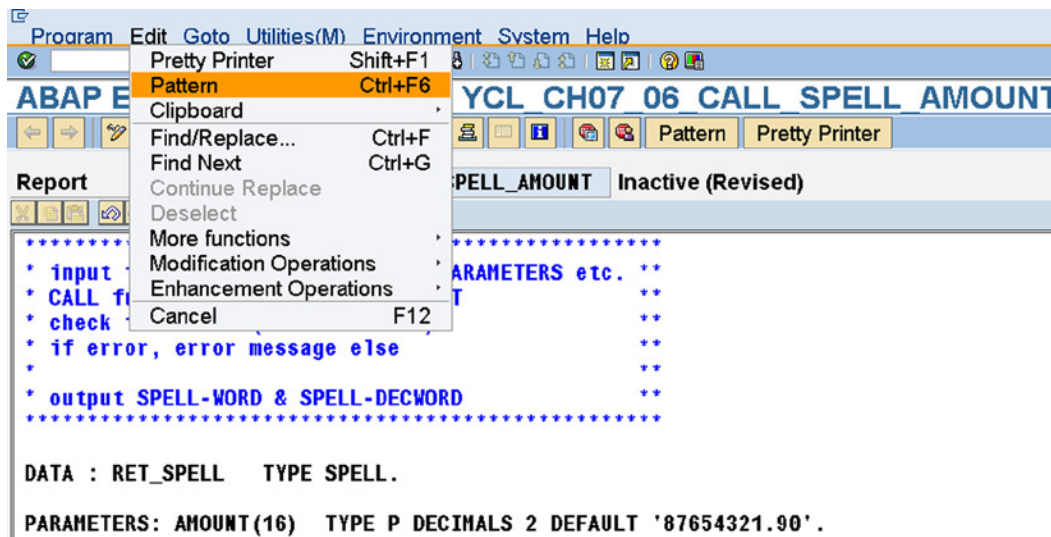 Program Edit Goto Utilities(M) Environment System Help
Pretty Printer Shift+F1
Pattern Ctrl+F6
Clipboard
Find/Replace... Ctrl+F
Find Next Ctrl+G
Continue Replace
Deselect
More functions
Modification Operations
Enhancement Operations
Cancel F12
ABAP E YCL_CH07_06_CALL_SPELL_AMOUNT
Pattern Pretty Printer
Report SPELL_AMOUNT Inactive (Revised)
* input PARAMETERS etc. **
* CALL T **
* check **
* if error, error message else **
* **
* output SPELL-WORD & SPELL-DECWORD **
DATA : RET_SPELL TYPE SPELL.
PARAMETERS: AMOUNT(16) TYPE P DECIMALS 2 DEFAULT '87654321.90'.